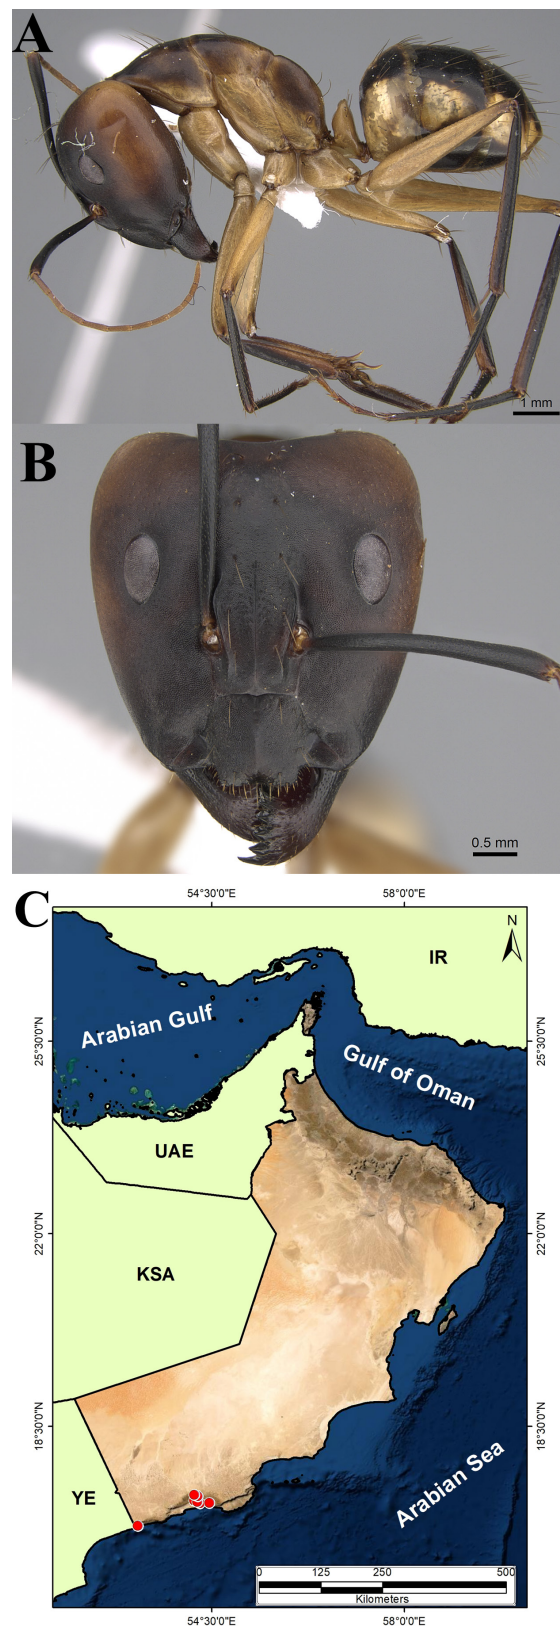 A
1 mm
B
0.5 mm
C
54°30'0"E 58°0'0"E
N
IR
Arabian Gulf
25°30'0"N 25°30'0"N
Gulf of Oman
UAE
22°0'0"N 22°0'0"N
KSA
18°30'0"N 18°30'0"N
YE
Arabian Sea
0 125 250 500
Kilometers
54°30'0"E 58°0'0"E